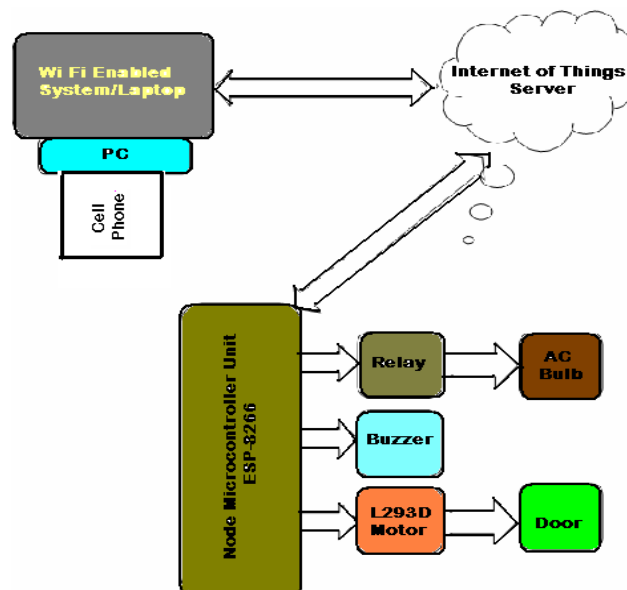 Wi Fi Enabled
System/Laptop
Internet of Things
Server
PC
Cell
Phone
Node Microcontroller Unit
ESP-8266
Relay
AC
Bulb
Buzzer
L293D
Motor
Door